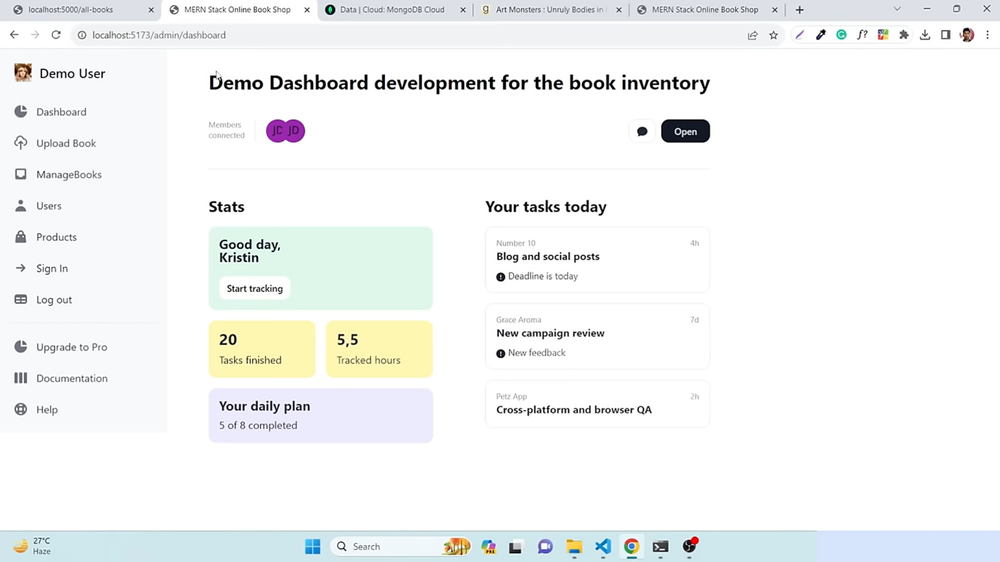 localhost:5000/all-books
MERN Stack Online Book Shop
Data | Cloud: MongoDB Cloud
Art Monsters : Unruly Bodies in
MERN Stack Online Book Shop
localhost:5173/admin/dashboard
f?
Demo User
Dashboard
Upload Book
ManageBooks
Users
Products
Sign In
Log out
Upgrade to Pro
Documentation
Help
Demo Dashboard development for the book inventory
Members
connected
JD JD
Open
Stats
Good day,
Kristin
Start tracking
20
Tasks finished
5,5
Tracked hours
Your daily plan
5 of 8 completed
Your tasks today
Number 10 4h
Blog and social posts
Deadline is today
Grace Aroma 7d
New campaign review
New feedback
Petz App 2h
Cross-platform and browser QA
27°C
Haze
Search
PRE